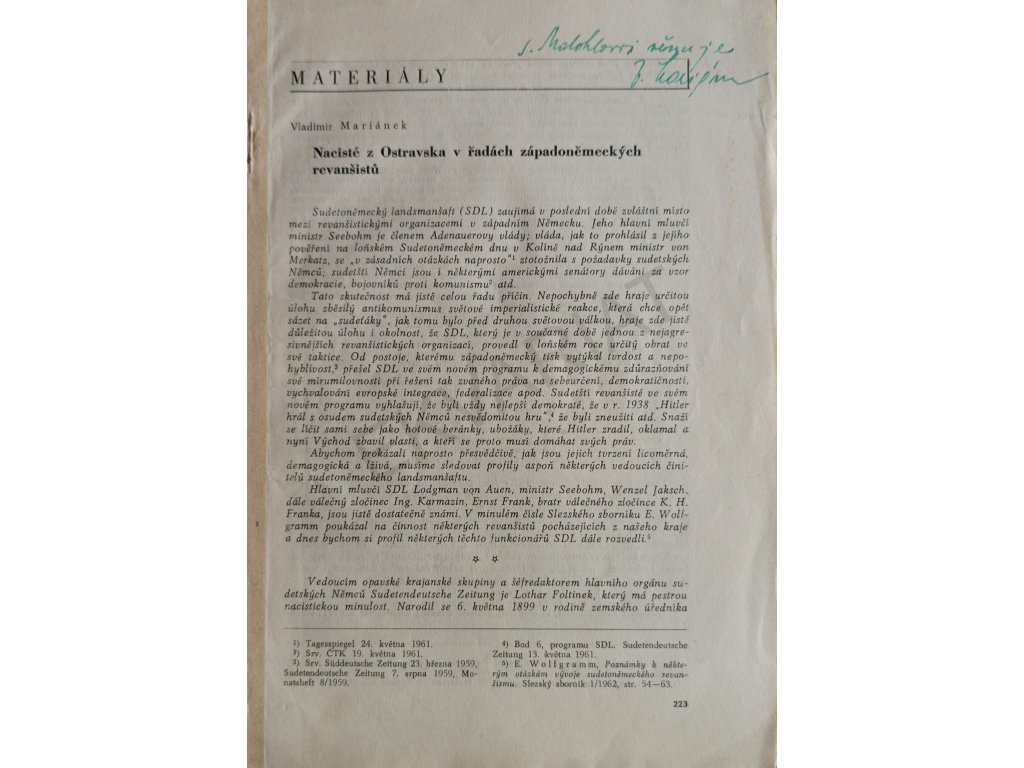 s. Malohlavovi věnuje
MATERIÁLY
Vladimír Mariánek
Nacisté z Ostravska v řadách západoněmeckých
revanšistů
Sudetoněmecký landsmanšaft (SDL) zaujímá v poslední době zvláštní místo
mezi revanšistickými organizacemi v západním Německu. Jeho hlavní mluvčí
ministr Seebohm je členem Adenauerovy vlády; vláda, jak to prohlásil z jejího
pověření na loňském Sudetoněmeckém dnu v Kolíně nad Rýnem ministr von
Merkatz, se „v zásadních otázkách naprosto"¹ ztotožnila s požadavky sudetských
Němců; sudetští Němci jsou i některými americkými senátory dáváni za vzor
demokracie, bojovníků proti komunismu² atd.
Tato skutečnost má jistě celou řadu příčin. Nepochybně zde hraje určitou
úlohu zběsilý antikomunismus světové imperialistické reakce, která chce opět
sázet na „sudeťáky", jak tomu bylo před druhou světovou válkou, hraje zde jistě
důležitou úlohu i okolnost, že SDL, který je v současné době jednou z nejagre-
sivnějších revanšistických organizací, provedl v loňském roce určitý obrat ve
své taktice. Od postoje, kterému západoněmecký tisk vytýkal tvrdost a nepo-
hyblivost,³ přešel SDL ve svém novém programu k demagogickému zdůrazňování
své mírumilovnosti při řešení tak zvaného práva na sebeurčení, demokratičnosti,
vychvalování evropské integrace, federalizace apod. Sudetští revanšisté ve svém
novém programu vyhlašují, že byli vždy nejlepší demokraté, že v r. 1938 „Hitler
hrál s osudem sudetských Němců nesvědomitou hru",⁴ že byli zneužiti atd. Snaží
se líčit sami sebe jako hotové beránky, ubožáky, které Hitler zradil, oklamal a
nyní Východ zbavil vlasti, a kteří se proto musí domáhat svých práv.
Abychom prokázali naprosto přesvědčivě, jak jsou jejich tvrzení licoměrná,
demagogická a lživá, musíme sledovat profily aspoň některých vedoucích čini-
telů sudetoněmeckého landsmanšaftu.
Hlavní mluvčí SDL Lodgman von Auen, ministr Seebohm, Wenzel Jaksch,
dále válečný zločinec Ing. Karmazin, Ernst Frank, bratr válečného zločince K. H.
Franka, jsou jistě dostatečně známi. V minulém čísle Slezského sborníku E. Wolf-
gramm poukázal na činnost některých revanšistů pocházejících z našeho kraje
a dnes bychom si profil některých těchto funkcionářů SDL dále rozvedli.⁵
☆ ☆
Vedoucím opavské krajanské skupiny a šéfredaktorem hlavního orgánu su-
detských Němců Sudetendeutsche Zeitung je Lothar Foltinek, který má pestrou
nacistickou minulost. Narodil se 6. května 1899 v rodině zemského úředníka
¹) Tagesspiegel 24. května 1961.
²) Srv. ČTK 19. května 1961.
³) Srv. Süddeutsche Zeitung 23. března 1959,
Sudetendeutsche Zeitung 7. srpna 1959, Mo-
natsheft 8/1959.
⁴) Bod 6, programu SDL. Sudetendeutsche
Zeitung 13. května 1961.
⁵) E. Wolfgramm, Poznámky k někte-
rým otázkám vývoje sudetoněmeckého revan-
šismu. Slezský sborník 1/1962, str. 54—63.
223